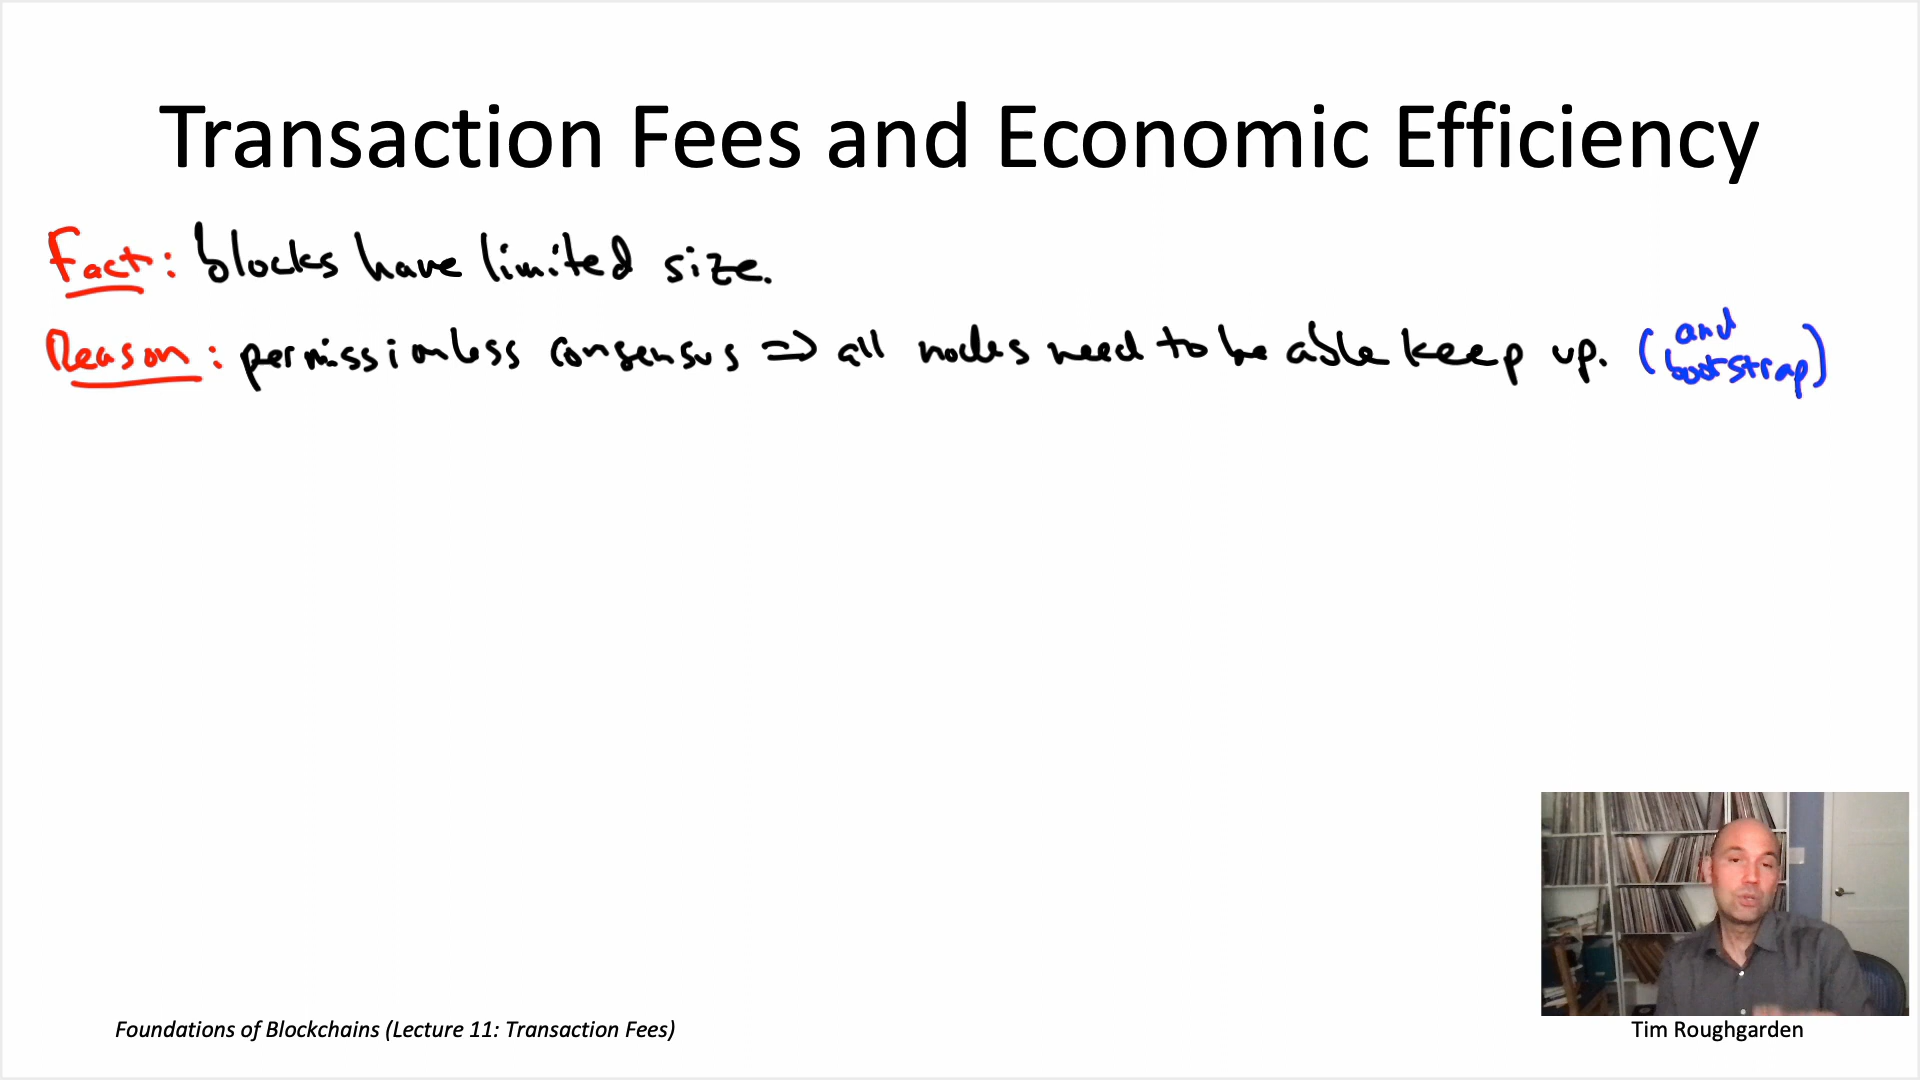 Transaction Fees and Economic Efficiency
Fact: blocks have limited size.
Reason: permissionless consensus => all nodes need to be able keep up. (and bootstrap)
Foundations of Blockchains (Lecture 11: Transaction Fees)
Tim Roughgarden